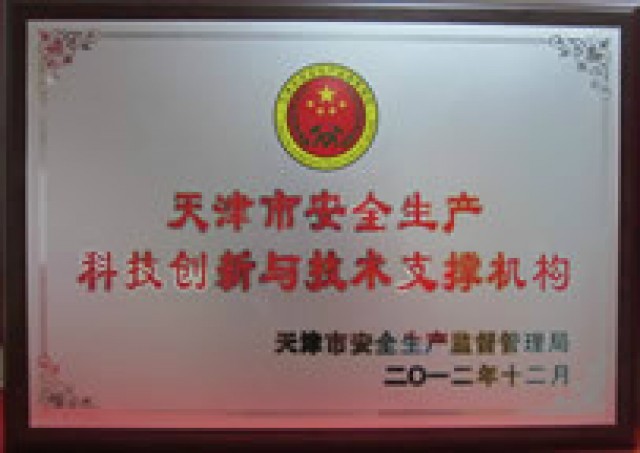 天津市安全生产
科技创新与技术支撑机构
天津市安全生产监督管理局
二〇一二年十二月